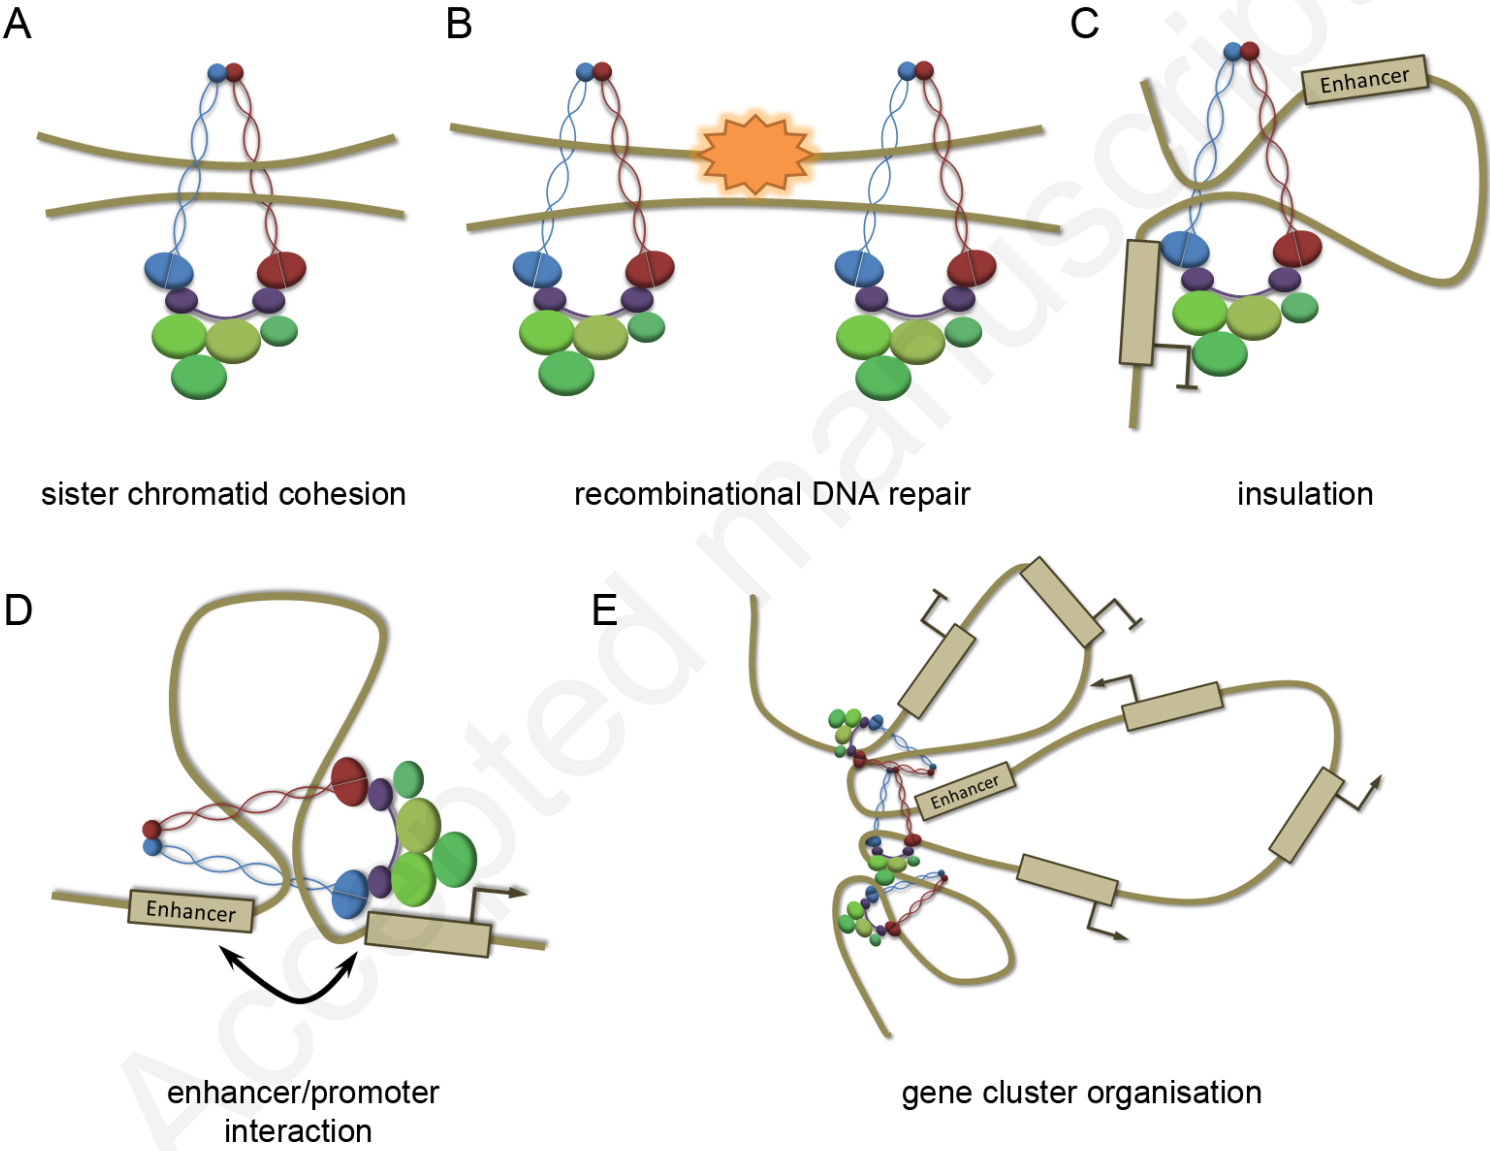 A
B
C
Enhancer
sister chromatid cohesion
recombinational DNA repair
insulation
D
E
Enhancer
Enhancer
enhancer/promoter
interaction
gene cluster organisation
Accepted manuscript